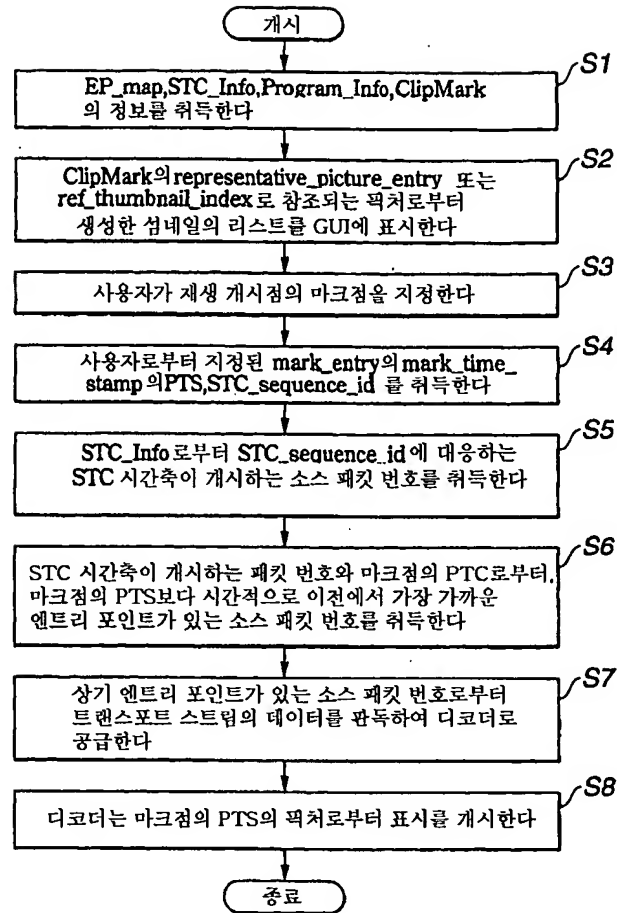 개시
S1
EP_map,STC_Info,Program_Info,ClipMark
의 정보를 취득한다
S2
ClipMark의 representative_picture_entry 또는
ref_thumbnail_index로 참조되는 픽처로부터
생성한 섬네일의 리스트를 GUI에 표시한다
S3
사용자가 재생 개시점의 마크점을 지정한다
S4
사용자로부터 지정된 mark_entry의 mark_time_
stamp의PTS,STC_sequence_id 를 취득한다
S5
STC_Info로부터 STC_sequence_id에 대응하는
STC 시간축이 개시하는 소스 패킷 번호를 취득한다
S6
STC 시간축이 개시하는 패킷 번호와 마크점의 PTC로부터,
마크점의 PTS보다 시간적으로 이전에서 가장 가까운
엔트리 포인트가 있는 소스 패킷 번호를 취득한다
S7
상기 엔트리 포인트가 있는 소스 패킷 번호로부터
트랜스포트 스트림의 데이터를 판독하여 디코더로
공급한다
S8
디코더는 마크점의 PTS의 픽처로부터 표시를 개시한다
종료